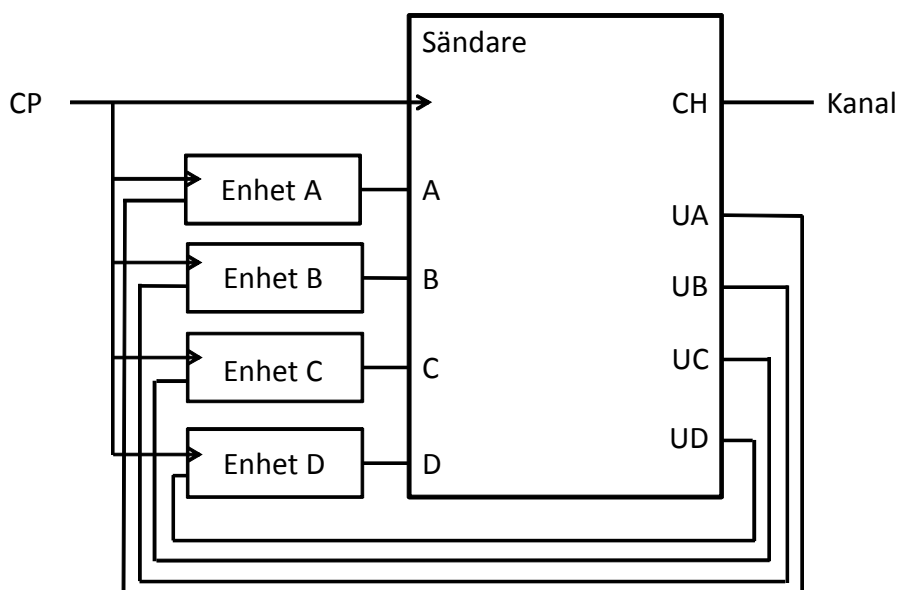 Sändare
CP
CH
Kanal
Enhet A
A
UA
Enhet B
B
UB
Enhet C
C
UC
Enhet D
D
UD